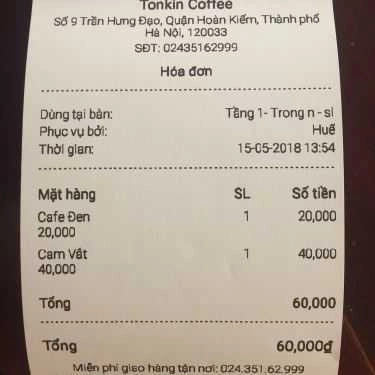 Tonkin Coffee
Số 9 Trần Hưng Đạo, Quận Hoàn Kiếm, Thành phố
Hà Nội, 120033
SĐT: 02435162999
Hóa đơn
Dùng tại bàn: Tầng 1- Trong n - sl
Phục vụ bởi: Huế
Thời gian: 15-05-2018 13:54
Mặt hàng SL Số tiền
Cafe Đen 1 20,000
20,000
Cam Vắt 1 40,000
40,000
Tổng 60,000
Tổng 60,000₫
Miễn phí giao hàng tận nơi: 024.351.62.999